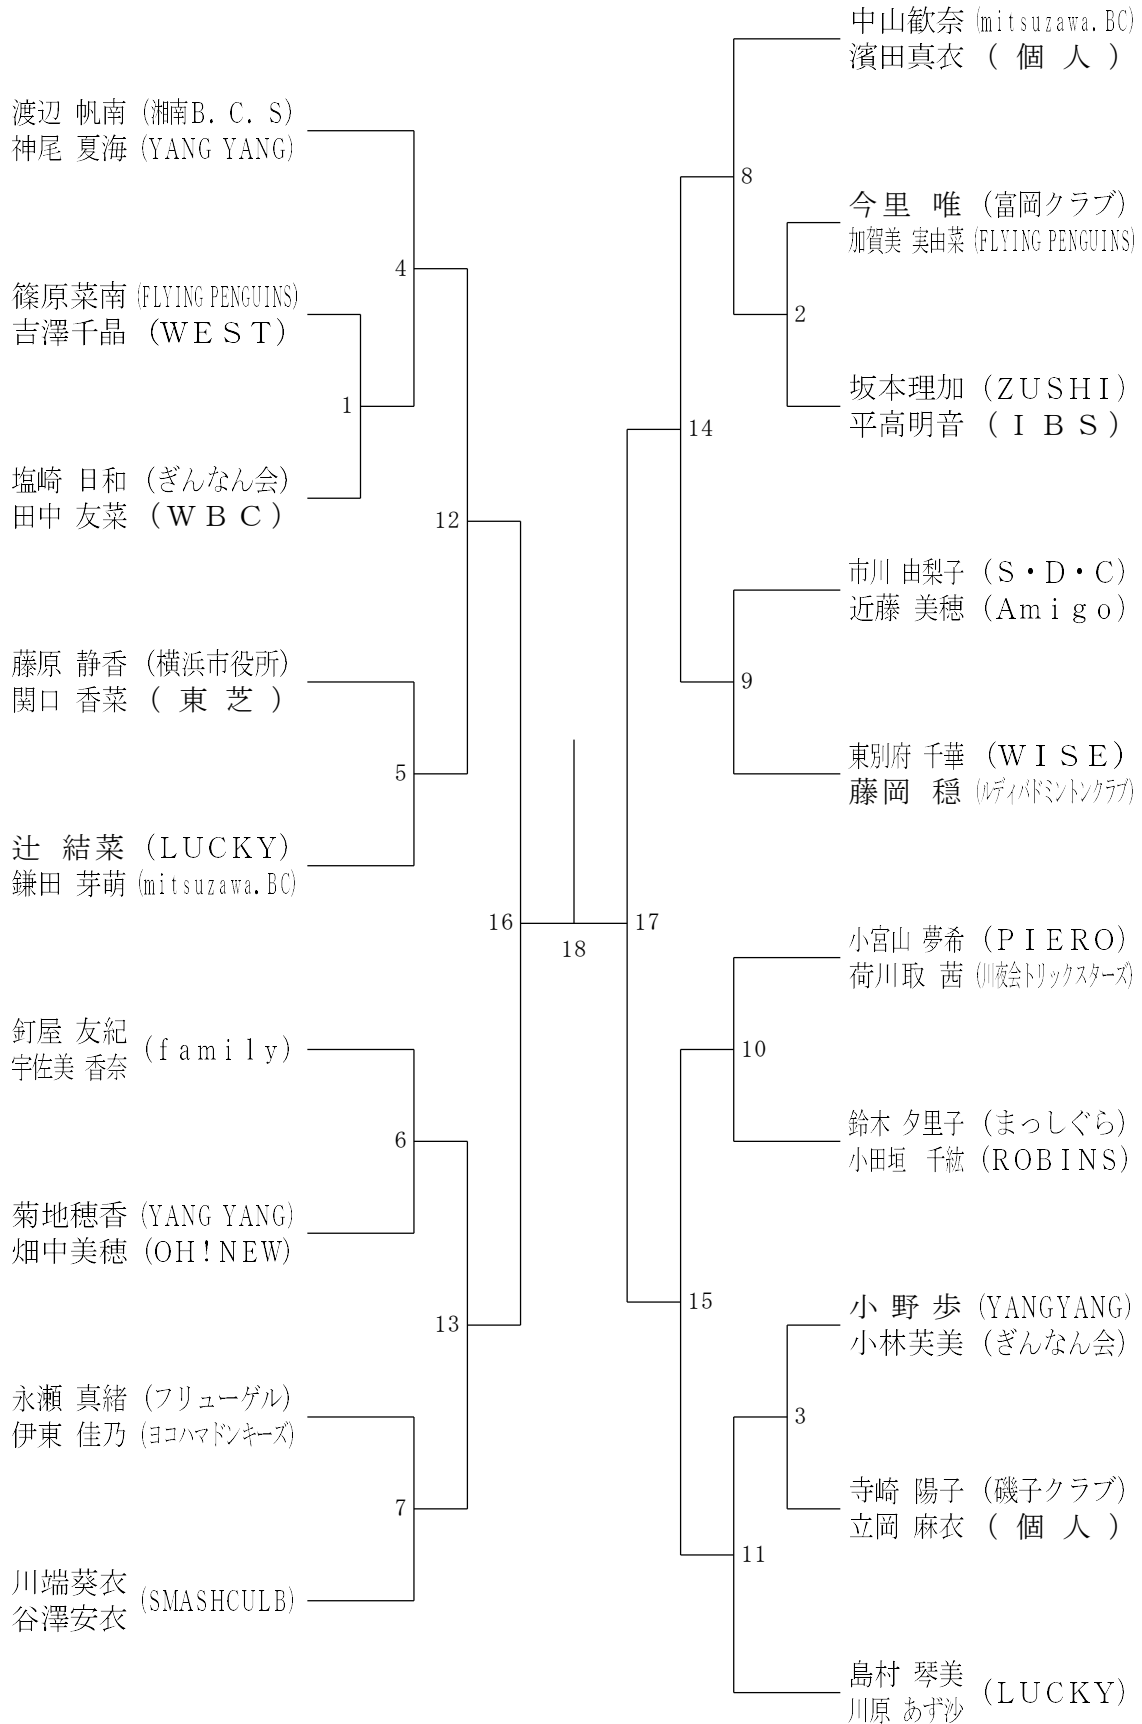 渡辺 帆南 (湘南B. C. S)
神尾 夏海 (YANG YANG)
4
篠原菜南 (FLYING PENGUINS)
吉澤千晶 (ＷＥＳＴ)
1
塩崎 日和 (ぎんなん会)
田中 友菜 (ＷＢＣ)
12
藤原 静香 (横浜市役所)
関口 香菜 (東芝)
5
辻 結菜 (LUCKY)
鎌田 芽萌 (mitsuzawa. BC)
16
釘屋 友紀
宇佐美 香奈
(family)
6
菊地穂香 (YANG YANG)
畑中美穂 (OH！NEW)
13
永瀬 真緒 (フリューゲル)
伊東 佳乃 (ヨコハマドンキーズ)
7
川端葵衣
谷澤安衣
(SMASHCULB)
18
中山歓奈 (mitsuzawa. BC)
濱田真衣 (個人)
8
今里 唯 (富岡クラブ)
加賀美 実由菜 (FLYING PENGUINS)
2
坂本理加 (ZUSHI)
平高明音 (ＩＢＳ)
14
市川 由梨子 (Ｓ・Ｄ・Ｃ)
近藤 美穂 (Amigo)
9
東別府 千華 (ＷＩＳＥ)
藤岡 穏 (ルディバドミントンクラブ)
17
小宮山 夢希 (PIERO)
荷川取 茜 (川夜会トリックスターズ)
10
鈴木 夕里子 (まっしぐら)
小田垣 千紘 (ROBINS)
15
小野歩 (YANGYANG)
小林芙美 (ぎんなん会)
3
寺崎 陽子 (磯子クラブ)
立岡 麻衣 (個人)
11
島村 琴美
川原 あず沙
(LUCKY)